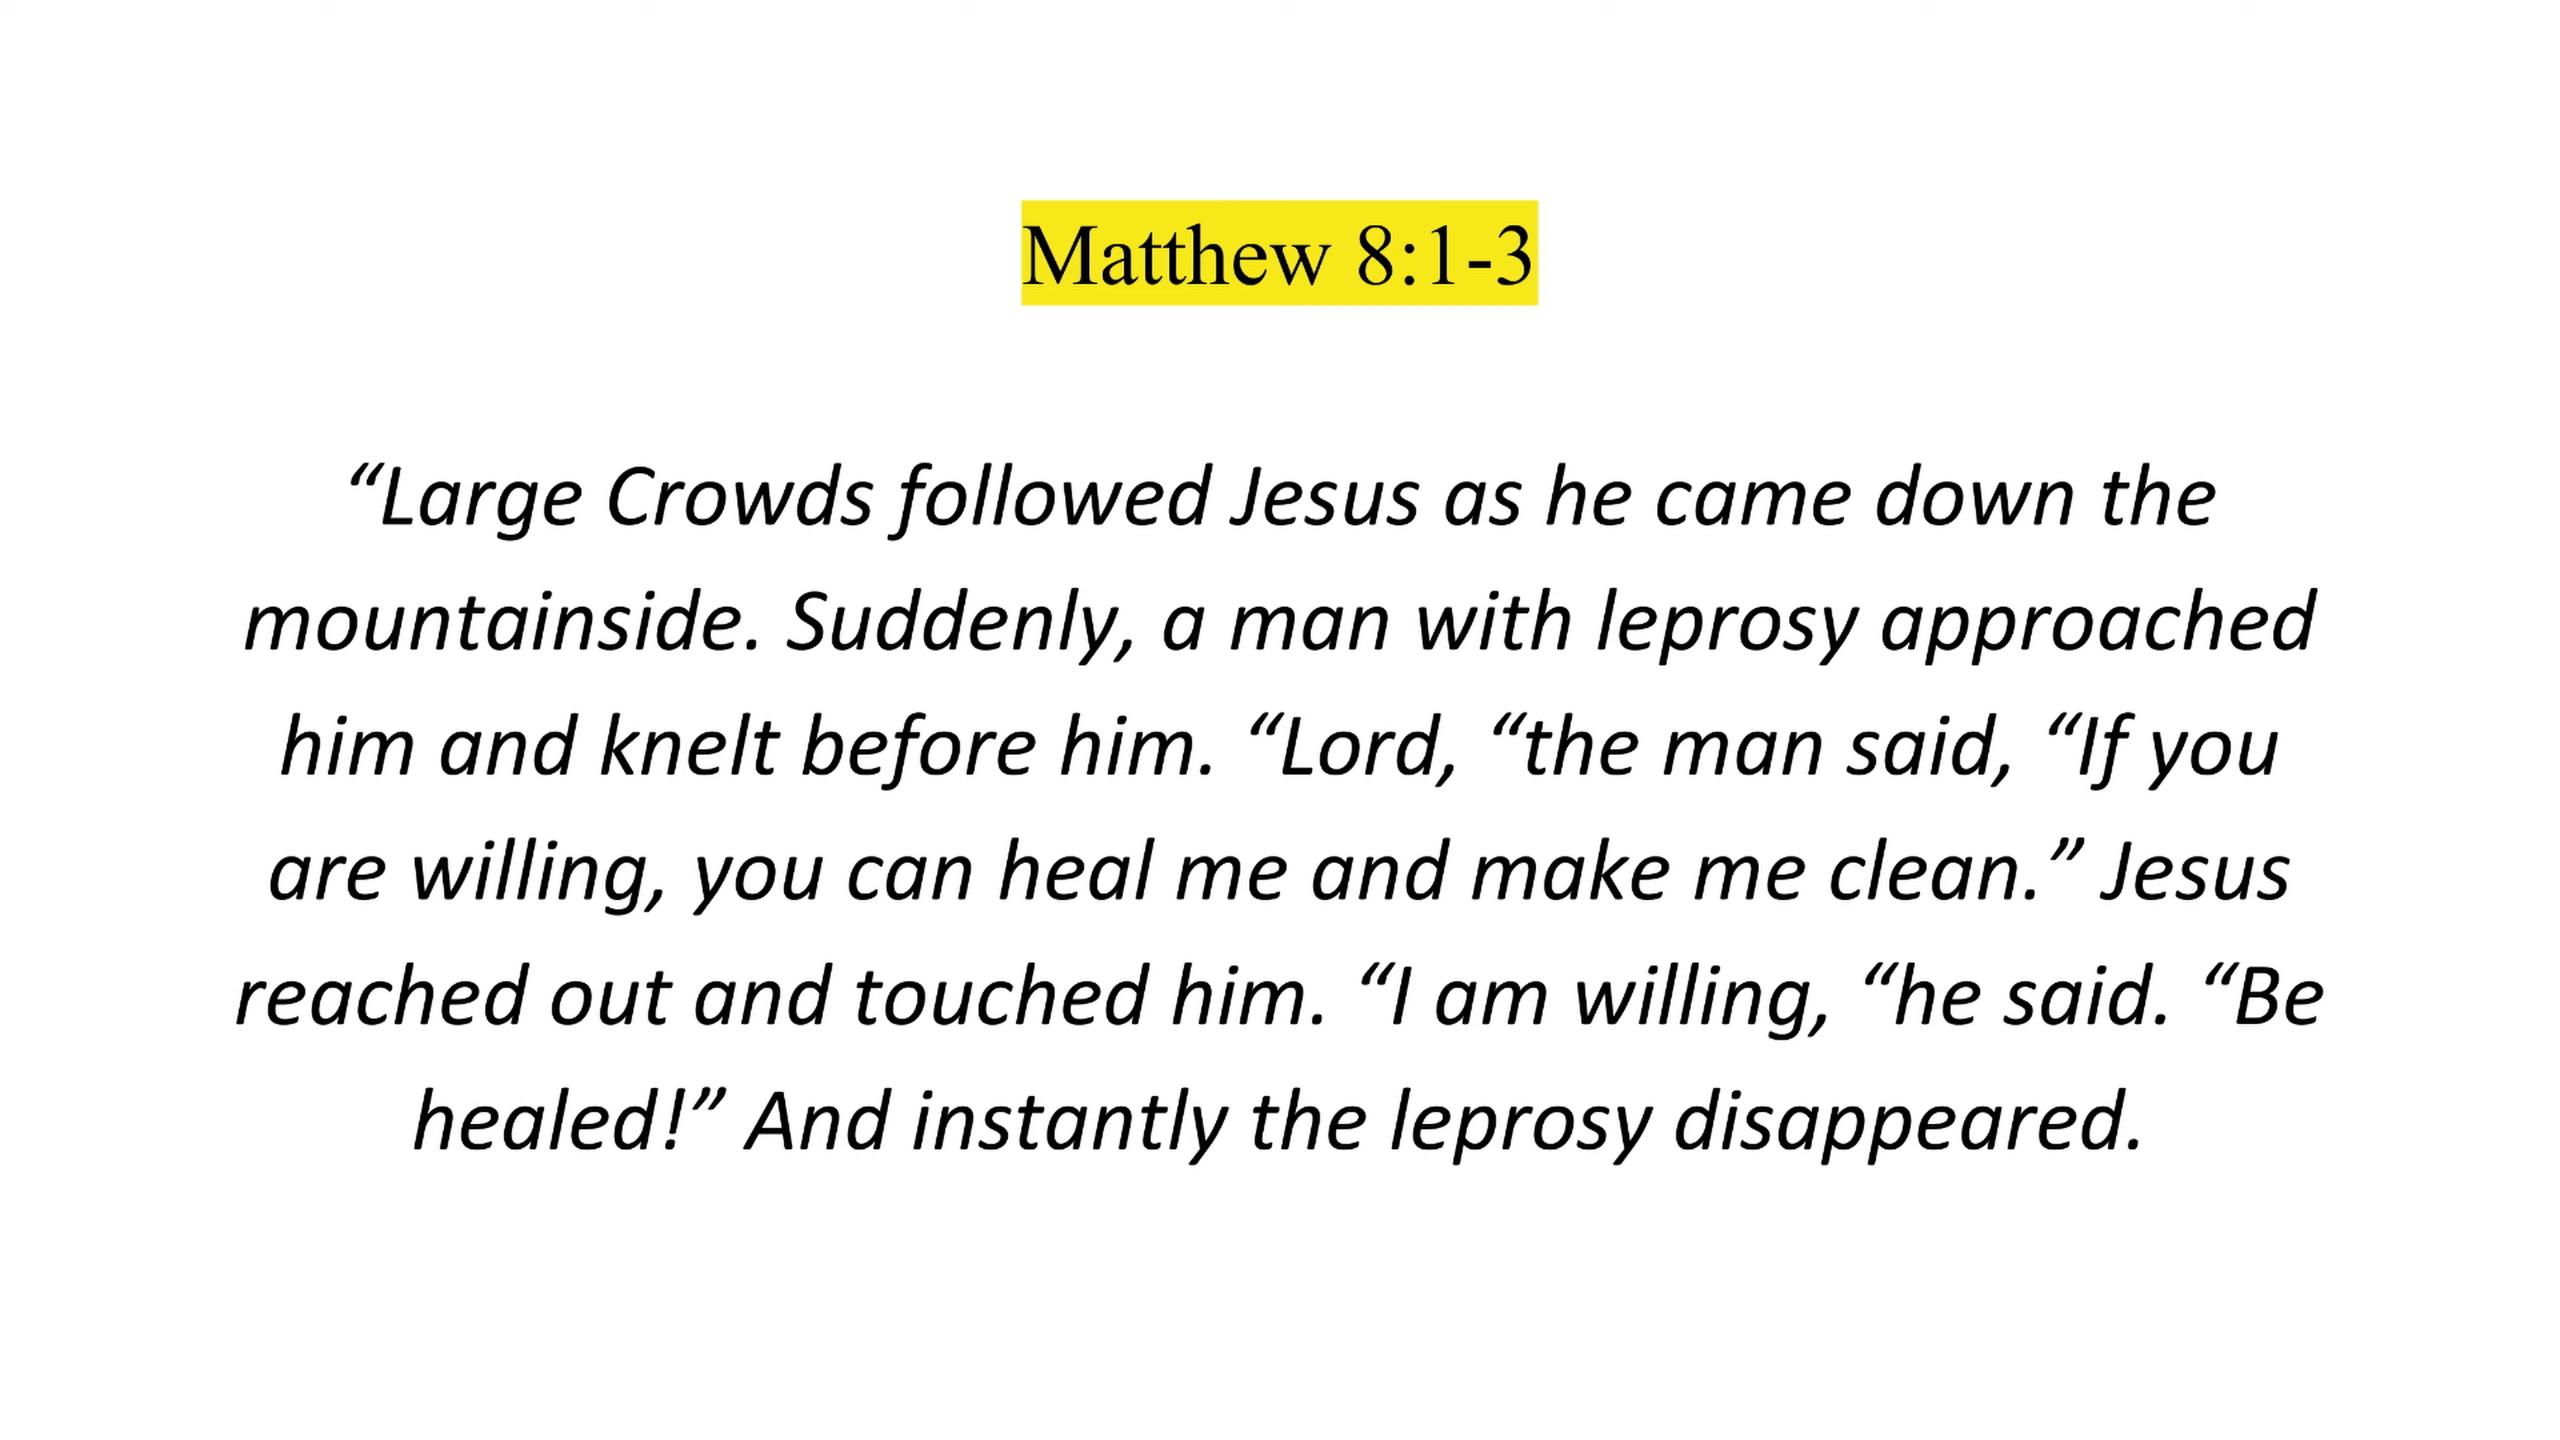 Matthew 8:1-3
“Large Crowds followed Jesus as he came down the
mountainside. Suddenly, a man with leprosy approached
him and knelt before him. “Lord, “the man said, “If you
are willing, you can heal me and make me clean.” Jesus
reached out and touched him. “I am willing, “he said. “Be
healed!” And instantly the leprosy disappeared.